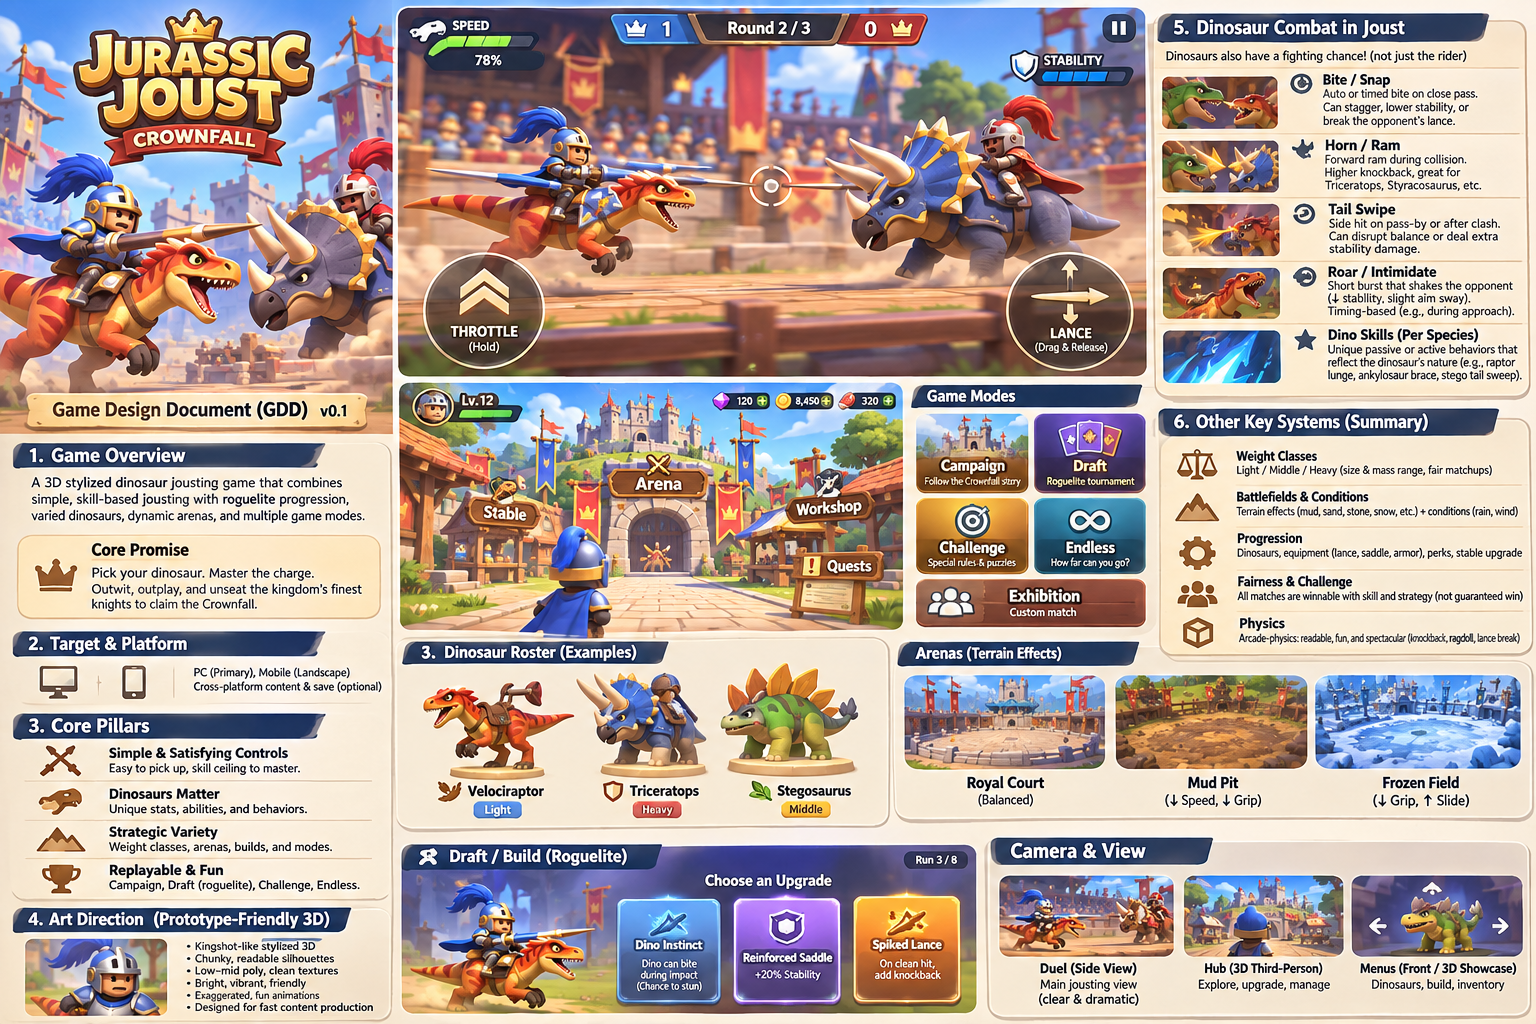 JURASSIC
JOUST
CROWNFALL
Game Design Document (GDD) v0.1
1. Game Overview
A 3D stylized dinosaur jousting game that combines
simple, skill-based jousting with roguelite progression,
varied dinosaurs, dynamic arenas, and multiple game modes.
Core Promise
Pick your dinosaur. Master the charge.
Outwit, outplay, and unseat the kingdom's finest
knights to claim the Crownfall.
2. Target & Platform
PC (Primary), Mobile (Landscape)
Cross-platform content & save (optional)
3. Core Pillars
Simple & Satisfying Controls
Easy to pick up, skill ceiling to master.
Dinosaurs Matter
Unique stats, abilities, and behaviors.
Strategic Variety
Weight classes, arenas, builds, and modes.
Replayable & Fun
Campaign, Draft (roguelite), Challenge, Endless.
4. Art Direction (Prototype-Friendly 3D)
• Kingshot-like stylized 3D
• Chunky, readable silhouettes
• Low-mid poly, clean textures
• Bright, vibrant, friendly
• Exaggerated, fun animations
• Designed for fast content production
SPEED
78%
1 Round 2 / 3 0
STABILITY
THROTTLE
(Hold)
LANCE
(Drag & Release)
Lv.12
120
8,450
320
Arena
Stable
Workshop
Quests
Game Modes
Campaign
Follow the Crownfall story
Draft
Roguelite tournament
Challenge
Special rules & puzzles
Endless
How far can you go?
Exhibition
Custom match
3. Dinosaur Roster (Examples)
Velociraptor
Light
Triceratops
Heavy
Stegosaurus
Middle
Arenas (Terrain Effects)
Royal Court
(Balanced)
Mud Pit
(↓ Speed, ↓ Grip)
Frozen Field
(↓ Grip, ↑ Slide)
Draft / Build (Roguelite)
Run 3 / 8
Choose an Upgrade
Dino Instinct
Dino can bite
during impact
(Chance to stun)
Reinforced Saddle
+20% Stability
Spiked Lance
On clean hit,
add knockback
Camera & View
Duel (Side View)
Main jousting view
(clear & dramatic)
Hub (3D Third-Person)
Explore, upgrade, manage
Menus (Front / 3D Showcase)
Dinosaurs, build, inventory
5. Dinosaur Combat in Joust
Dinosaurs also have a fighting chance! (not just the rider)
Bite / Snap
Auto or timed bite on close pass.
Can stagger, lower stability, or
break the opponent's lance.
Horn / Ram
Forward ram during collision.
Higher knockback, great for
Triceratops, Styracosaurus, etc.
Tail Swipe
Side hit on pass-by or after clash.
Can disrupt balance or deal extra
stability damage.
Roar / Intimidate
Short burst that shakes the opponent
(↓ stability, slight aim sway).
Timing-based (e.g., during approach).
Dino Skills (Per Species)
Unique passive or active behaviors that
reflect the dinosaur's nature (e.g., raptor
lunge, ankylosaur brace, stego tail sweep).
6. Other Key Systems (Summary)
Weight Classes
Light / Middle / Heavy (size & mass range, fair matchups)
Battlefields & Conditions
Terrain effects (mud, sand, stone, snow, etc.) + conditions (rain, wind)
Progression
Dinosaurs, equipment (lance, saddle, armor), perks, stable upgrade
Fairness & Challenge
All matches are winnable with skill and strategy (not guaranteed win)
Physics
Arcade-physics: readable, fun, and spectacular (knockback, ragdoll, lance break)